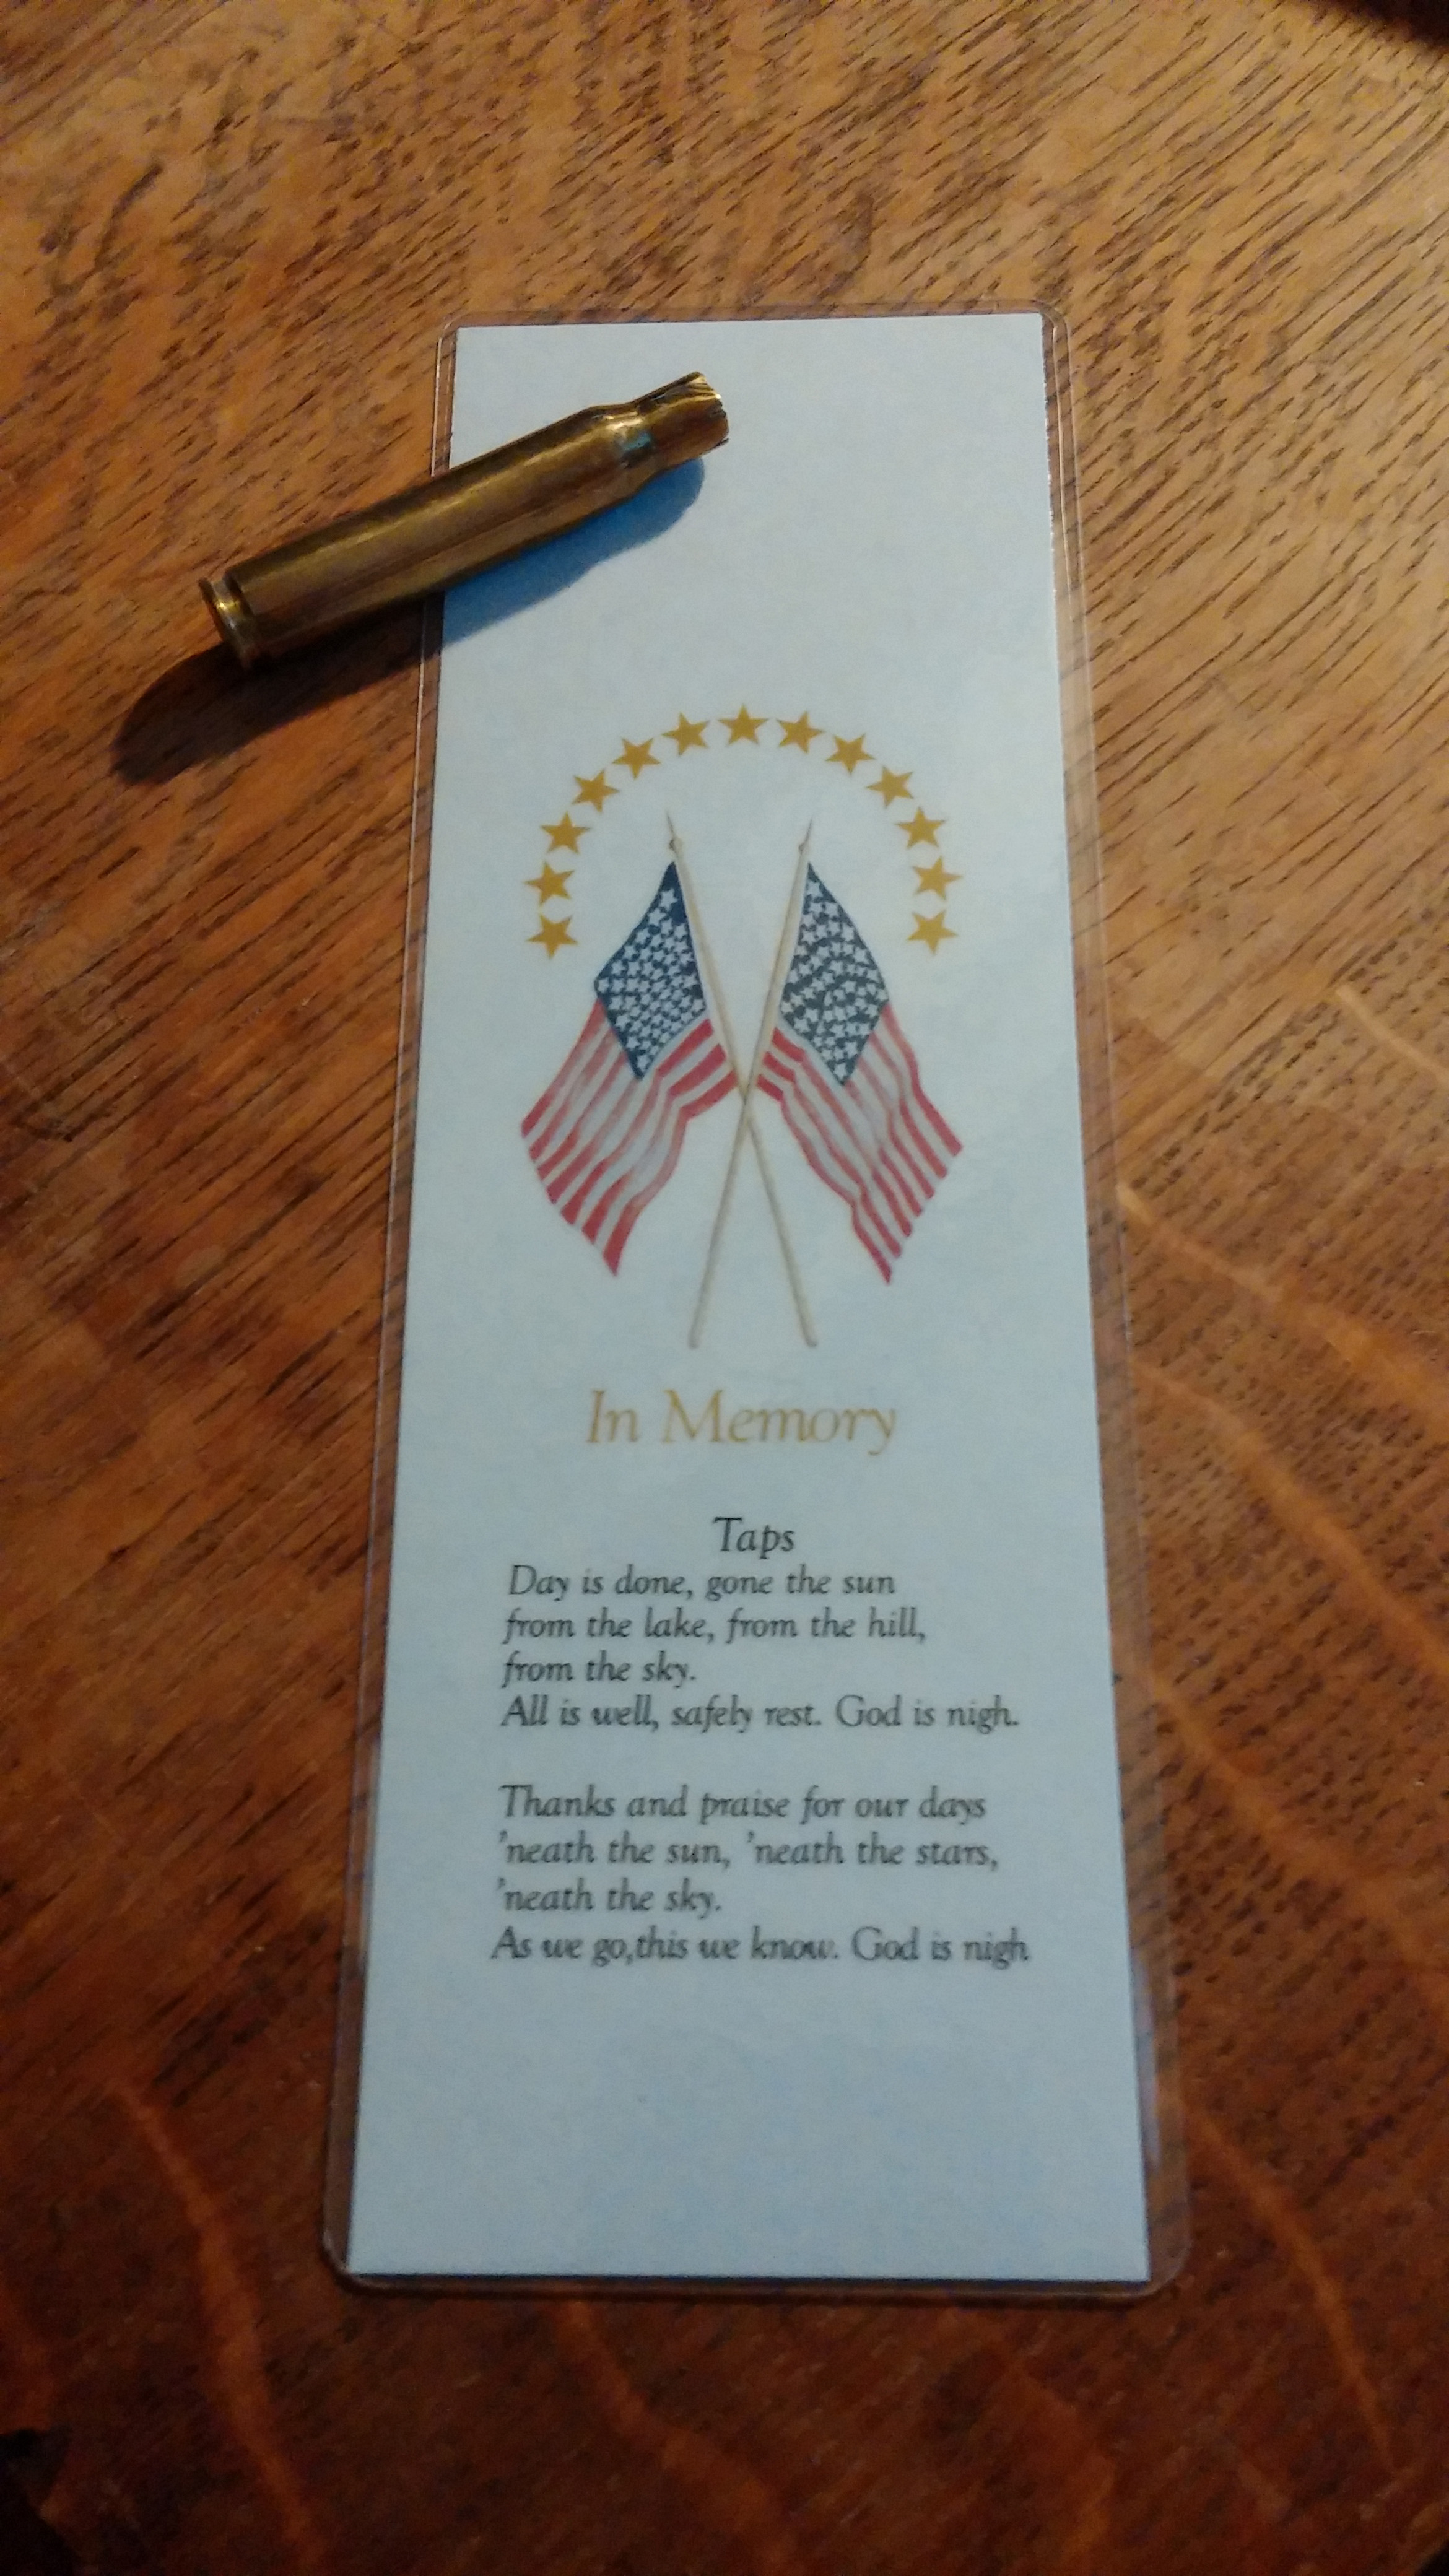 In Memory
Taps
Day is done, gone the sun
from the lake, from the hill,
from the sky.
All is well, safely rest. God is nigh.
Thanks and praise for our days
'neath the sun, 'neath the stars,
'neath the sky.
As we go,this we know. God is nigh